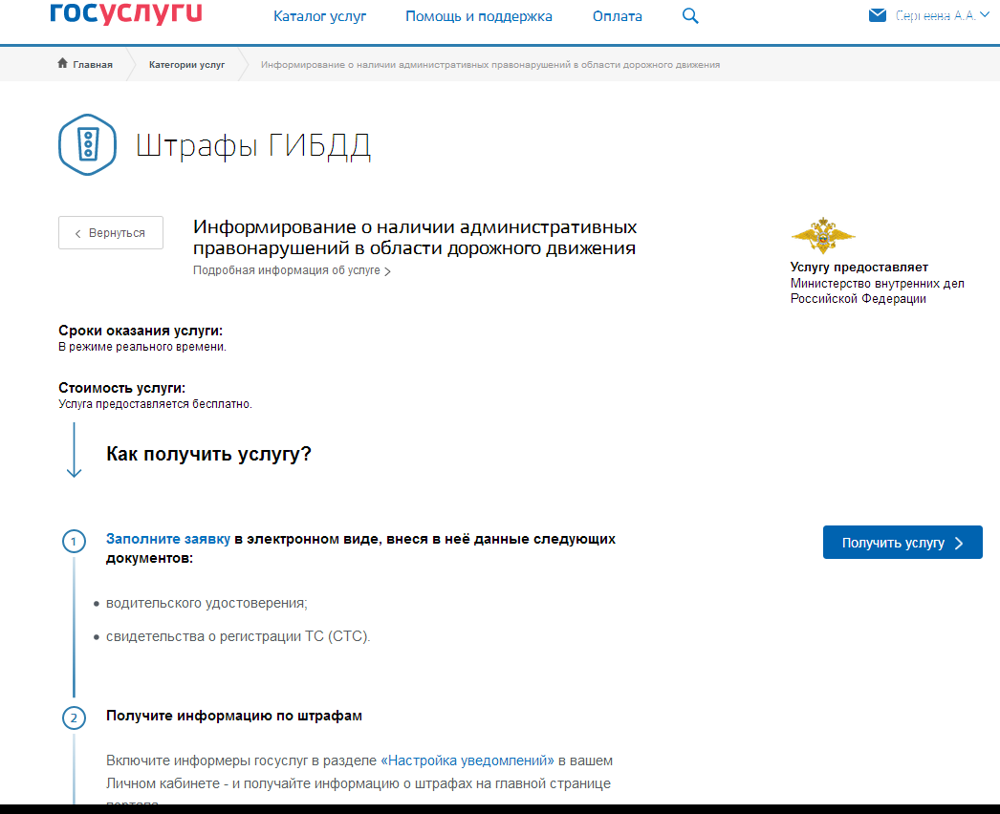 госуслуги
Каталог услуг Помощь и поддержка Оплата Сергеева А.А.
Главная Категории услуг Информирование о наличии административных правонарушений в области дорожного движения
Штрафы ГИБДД
Вернуться
Информирование о наличии административных
правонарушений в области дорожного движения
Подробная информация об услуге
Услугу предоставляет
Министерство внутренних дел
Российской Федерации
Сроки оказания услуги:
В режиме реального времени.
Стоимость услуги:
Услуга предоставляется бесплатно.
Как получить услугу?
1
Заполните заявку в электронном виде, внеся в неё данные следующих
документов:
Получить услугу
• водительского удостоверения;
• свидетельства о регистрации ТС (СТС).
2
Получите информацию по штрафам
Включите информеры госуслуг в разделе «Настройка уведомлений» в вашем
Личном кабинете - и получайте информацию о штрафах на главной странице